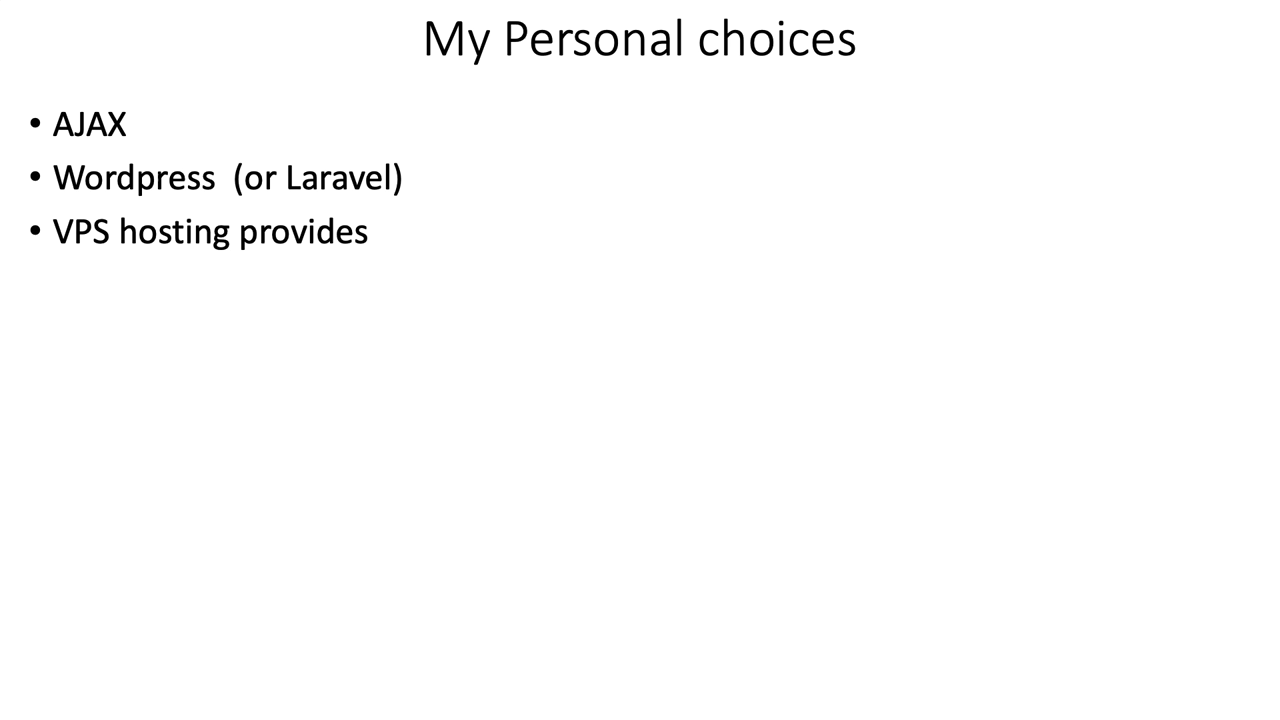 My Personal choices
• AJAX
• Wordpress  (or Laravel)
• VPS hosting provides